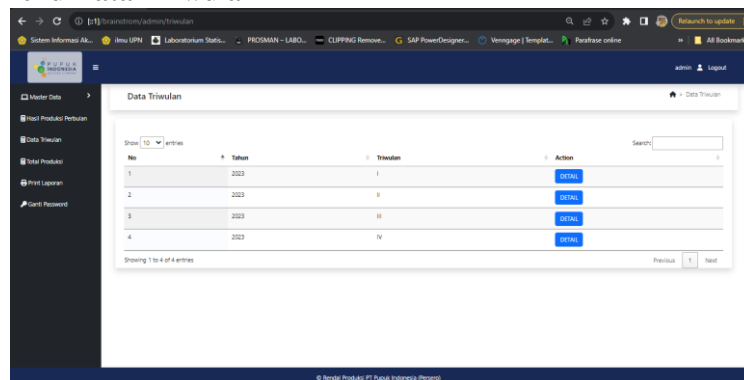 [::1]/brainstrom/admin/triwulan
Relaunch to update
Sistem Informasi Ak... ilmu UPN Laboratorium Statis... PROSMAN – LABO... CLIPPING Remove... SAP PowerDesigner... Venngage | Templat... Parafrase online » All Bookmark
PUPUK INDONESIA
admin Logout
Master Data >
Hasil Produksi Perbulan
Data Triwulan
Total Produksi
Print Laporan
Ganti Password
Data Triwulan
> Data Triwulan
Show 10 entries Search:
No Tahun Triwulan Action
1 2023 I DETAIL
2 2023 II DETAIL
3 2023 III DETAIL
4 2023 IV DETAIL
Showing 1 to 4 of 4 entries Previous 1 Next
© Rendal Produksi PT Pupuk Indonesia (Persero)